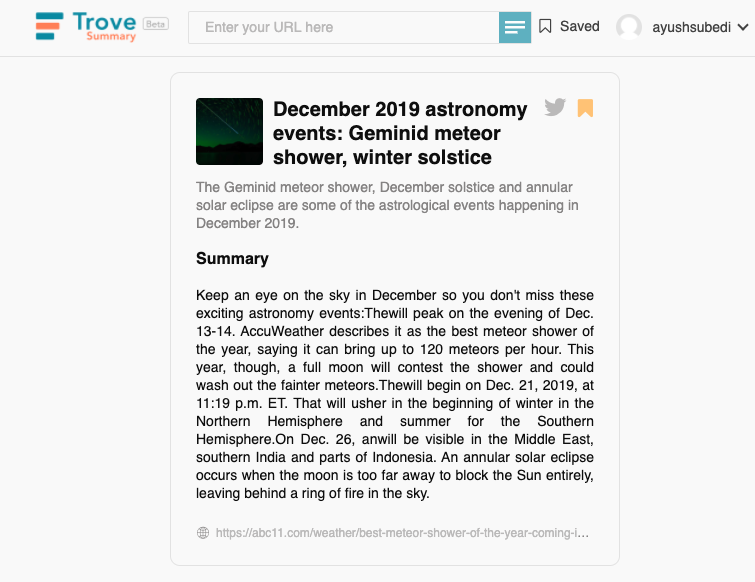 Trove Beta
Summary
Enter your URL here
Saved
ayushsubedi
December 2019 astronomy
events: Geminid meteor
shower, winter solstice
The Geminid meteor shower, December solstice and annular
solar eclipse are some of the astrological events happening in
December 2019.
Summary
Keep an eye on the sky in December so you don't miss these
exciting astronomy events:Thewill peak on the evening of Dec.
13-14. AccuWeather describes it as the best meteor shower of
the year, saying it can bring up to 120 meteors per hour. This
year, though, a full moon will contest the shower and could
wash out the fainter meteors.Thewill begin on Dec. 21, 2019, at
11:19 p.m. ET. That will usher in the beginning of winter in the
Northern Hemisphere and summer for the Southern
Hemisphere.On Dec. 26, anwill be visible in the Middle East,
southern India and parts of Indonesia. An annular solar eclipse
occurs when the moon is too far away to block the Sun entirely,
leaving behind a ring of fire in the sky.
https://abc11.com/weather/best-meteor-shower-of-the-year-coming-i...